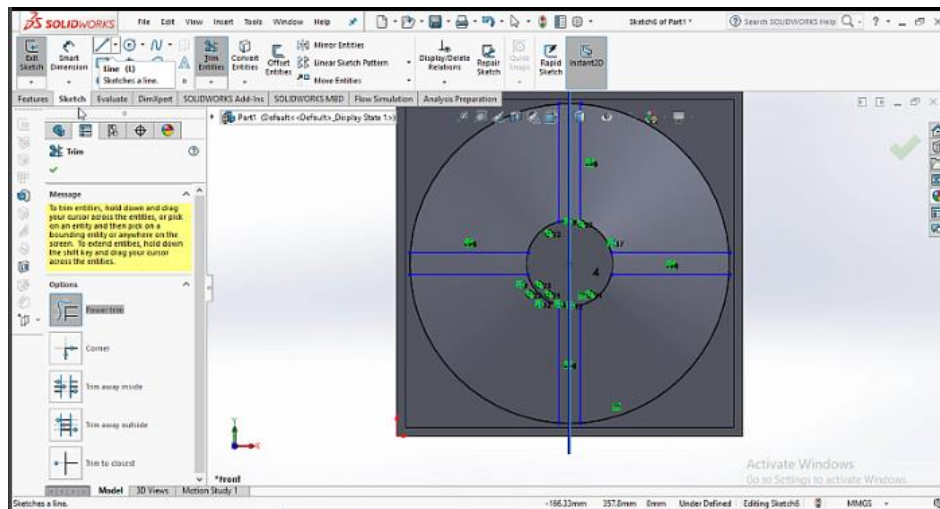 SOLIDWORKS File Edit View Insert Tools Window Help Sketch6 of Part1 * Search SOLIDWORKS Help
Exit Sketch
Smart Dimension
Trim Entities
Convert Entities
Offset Entities
Mirror Entities
Linear Sketch Pattern
Move Entities
Display/Delete Relations
Repair Sketch
Quick Snaps
Rapid Sketch
Instant2D
Line (L)
Sketches a line.
Features Sketch Evaluate DimXpert SOLIDWORKS Add-Ins SOLIDWORKS MBD Flow Simulation Analysis Preparation
Part1 (Default<<Default>_Display State 1>)
Trim
Message
To trim entities, hold down and drag
your cursor across the entities, or pick
on an entity and then pick on a
bounding entity or anywhere on the
screen. To extend entities, hold down
the shift key and drag your cursor
across the entities.
Options
Power trim
Corner
Trim away inside
Trim away outside
Trim to closest
4
17
Y
X
*Front
Activate Windows
Go to Settings to activate Windows.
Model 3D Views Motion Study 1
Sketches a line. -166.33mm 357.8mm 0mm Under Defined Editing Sketch6 MMGS